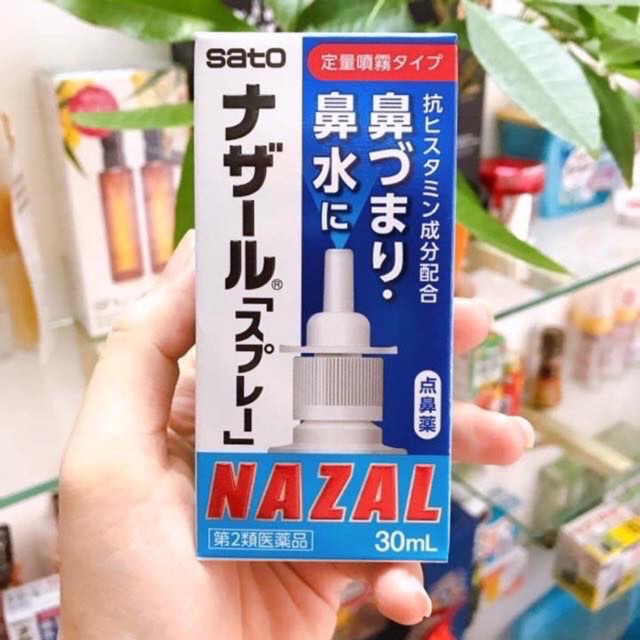 sato
定量噴霧タイプ
抗ヒスタミン成分配合
鼻づまり・
鼻水に
ナザール®「スプレー」
点鼻薬
NAZAL
第2類医薬品
30mL